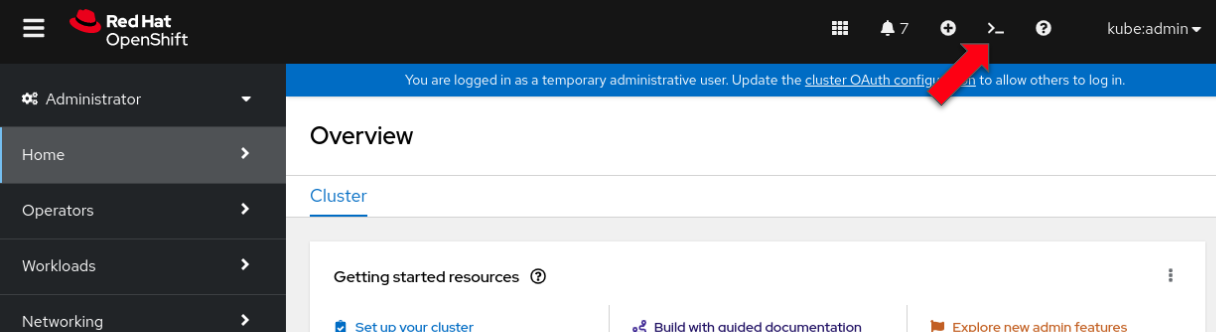 Red Hat
OpenShift
7
kube:admin
You are logged in as a temporary administrative user. Update the cluster OAuth to allow others to log in.
Administrator
Overview
Home
Cluster
Operators
Workloads
Getting started resources
Networking
Set up your cluster
Build with guided documentation
Explore new admin features